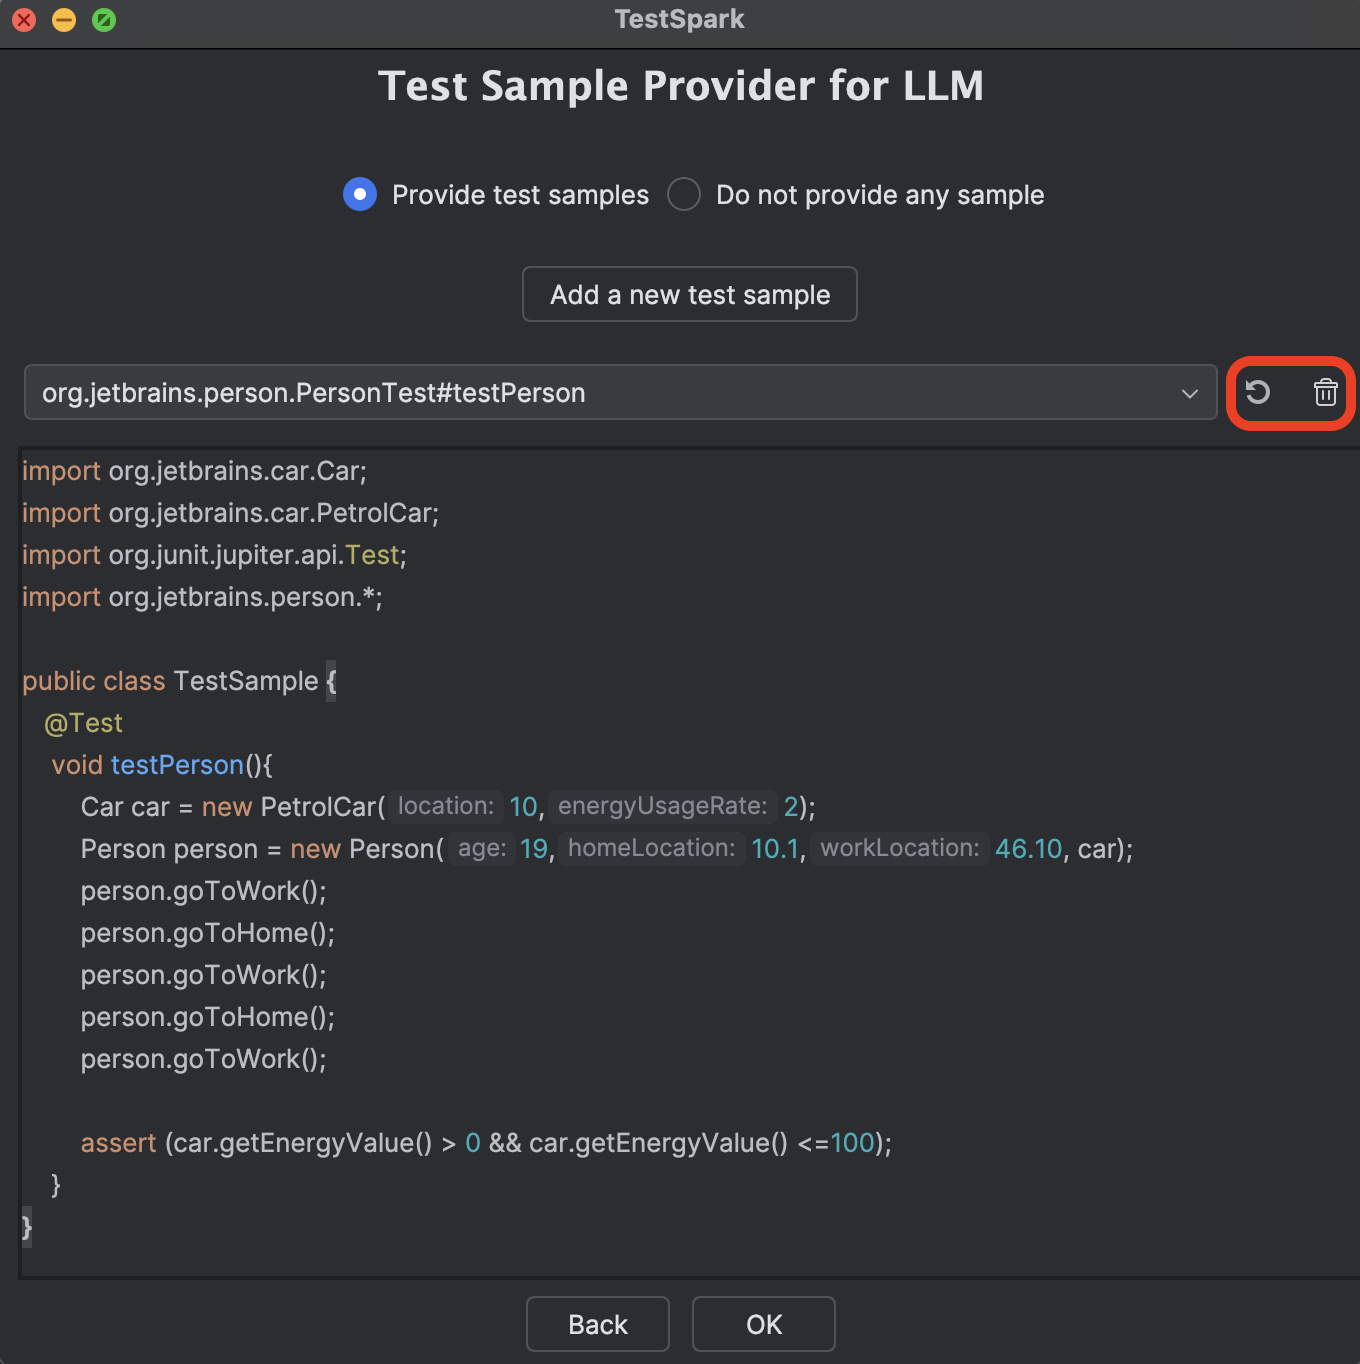 TestSpark
Test Sample Provider for LLM
Provide test samples Do not provide any sample
Add a new test sample
org.jetbrains.person.PersonTest#testPerson
import org.jetbrains.car.Car;
import org.jetbrains.car.PetrolCar;
import org.junit.jupiter.api.Test;
import org.jetbrains.person.*;
public class TestSample {
@Test
void testPerson(){
Car car = new PetrolCar( location: 10, energyUsageRate: 2);
Person person = new Person( age: 19, homeLocation: 10.1, workLocation: 46.10, car);
person.goToWork();
person.goToHome();
person.goToWork();
person.goToHome();
person.goToWork();
assert (car.getEnergyValue() > 0 && car.getEnergyValue() <=100);
}
}
Back OK